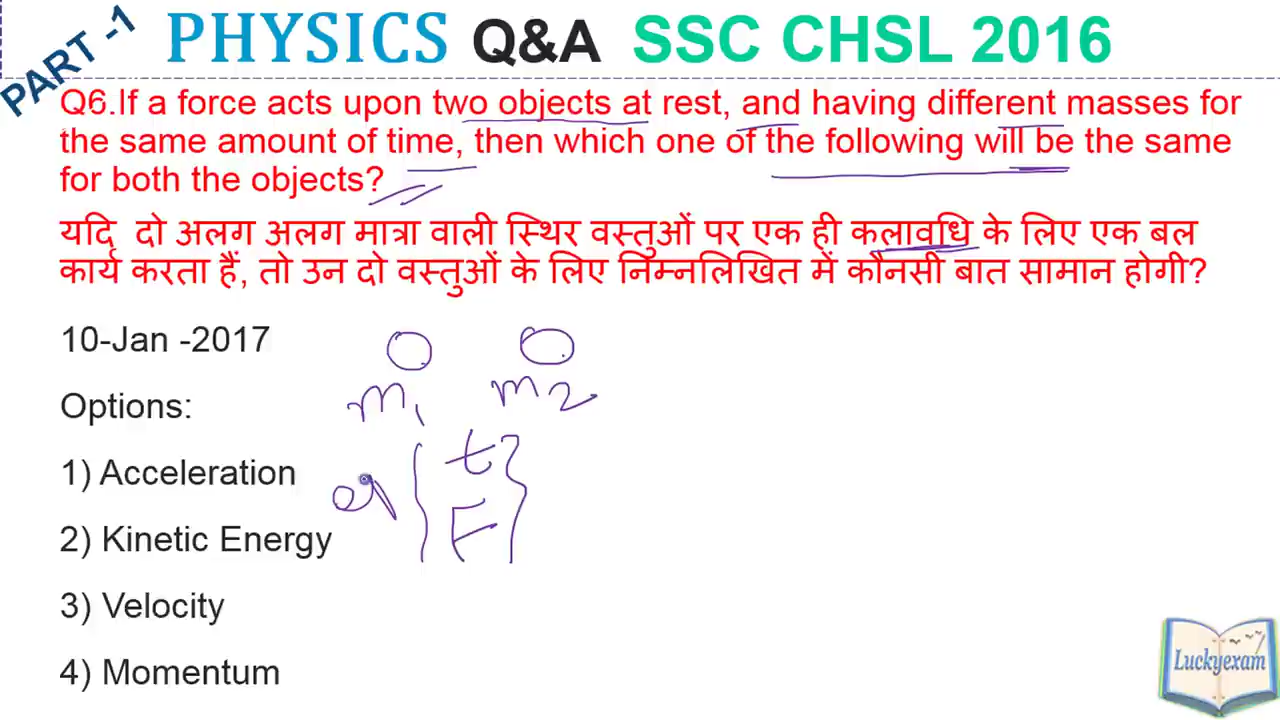 PART -1
PHYSICS Q&A SSC CHSL 2016
Q6.If a force acts upon two objects at rest, and having different masses for
the same amount of time, then which one of the following will be the same
for both the objects?
यदि दो अलग अलग मात्रा वाली स्थिर वस्तुओं पर एक ही कलावधि के लिए एक बल
कार्य करता हैं, तो उन दो वस्तुओं के लिए निम्नलिखित में कौनसी बात सामान होगी?
10-Jan -2017
m1 m2
Options:
t
1) Acceleration
F
2) Kinetic Energy
3) Velocity
4) Momentum
Luckyexam